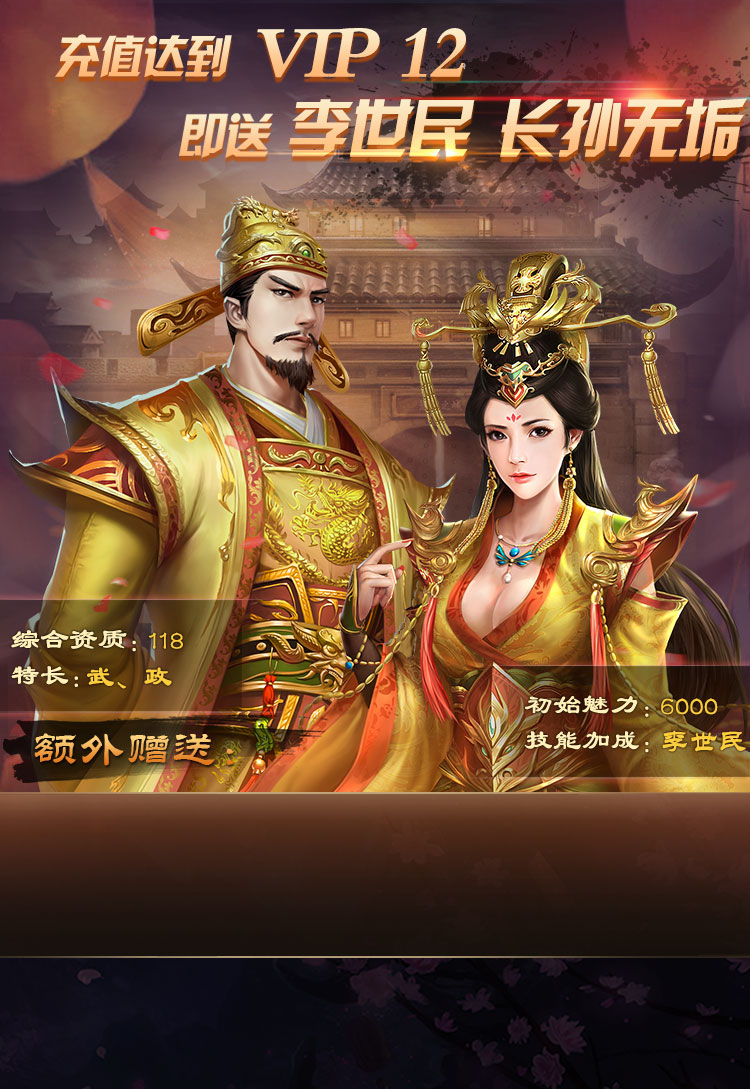 充值达到 VIP 12
即送 李世民 长孙无垢
综合资质：118
特长：武、政
初始魅力：6000
技能加成：李世民
额外赠送：